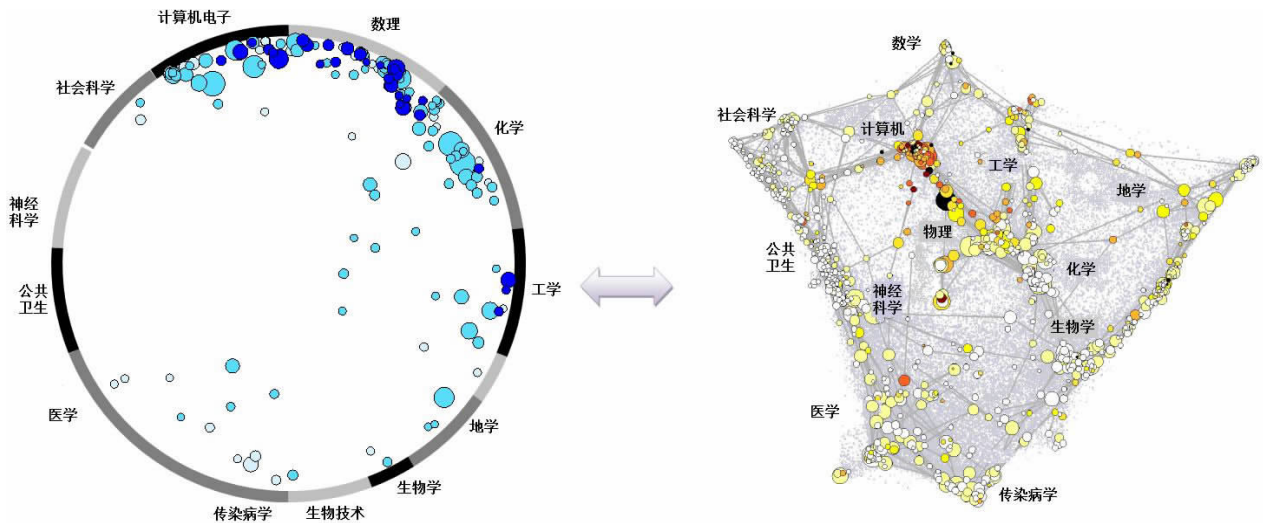 计算机电子
数理
社会科学
化学
神经
科学
公共
卫生
工学
医学
地学
生物学
传染病学
生物技术
数学
社会科学
计算机
工学
地学
物理
公共
卫生
化学
神经
科学
生物学
医学
传染病学